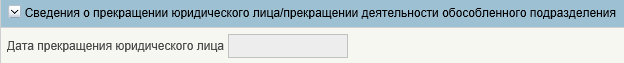 Сведения о прекращении юридического лица/прекращении деятельности обособленного подразделения
Дата прекращения юридического лица